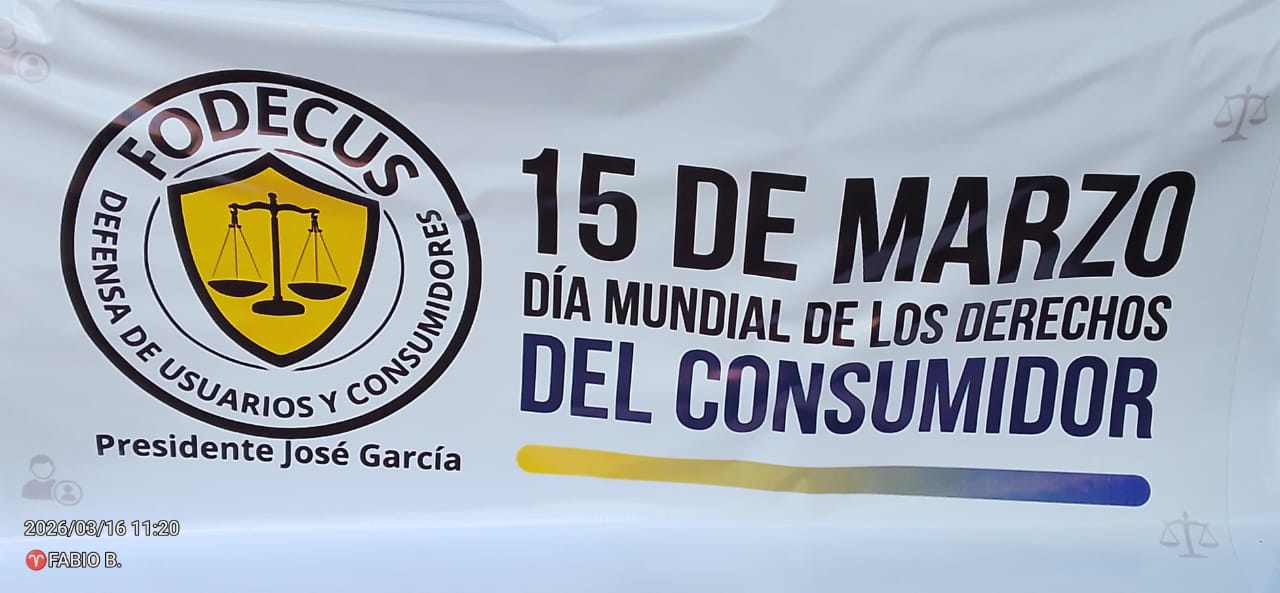 FODECUS
DEFENSA DE USUARIOS Y CONSUMIDORES
Presidente José García
15 DE MARZO
DÍA MUNDIAL DE LOS DERECHOS
DEL CONSUMIDOR
2026/03/16 11:20
♈FABIO B.